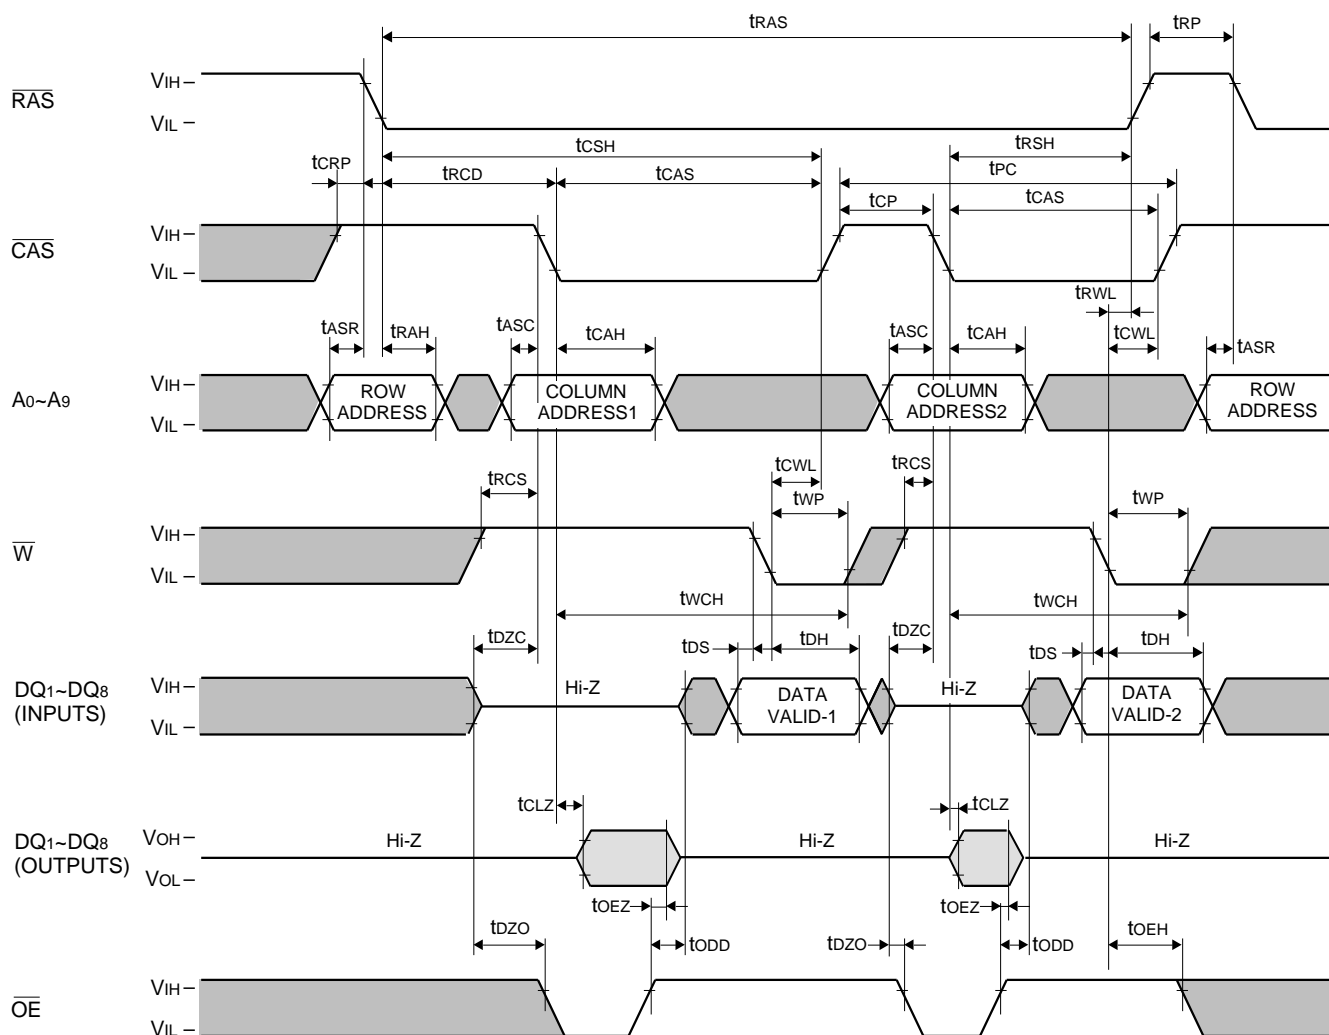 tRAS tRP
RAS VIH
VIL
tCSH tRSH
tCRP tRCD tCAS tPC
tCP tCAS
CAS VIH
VIL
tRWL
tASR tRAH tASC tCAH tASC tCAH tCWL tASR
A0~A9 VIH
VIL
ROW ADDRESS
COLUMN ADDRESS1
COLUMN ADDRESS2
ROW ADDRESS
tRCS tCWL tRCS
tWP tWP
W VIH
VIL
tWCH tWCH
tDZC tDS tDH tDZC tDS tDH
DQ1~DQ8 (INPUTS) VIH
VIL
Hi-Z
DATA VALID-1
Hi-Z
DATA VALID-2
tCLZ tCLZ
DQ1~DQ8 (OUTPUTS) VOH
VOL
Hi-Z Hi-Z Hi-Z
tOEZ tOEZ
tDZO tODD tDZO tODD tOEH
OE VIH
VIL